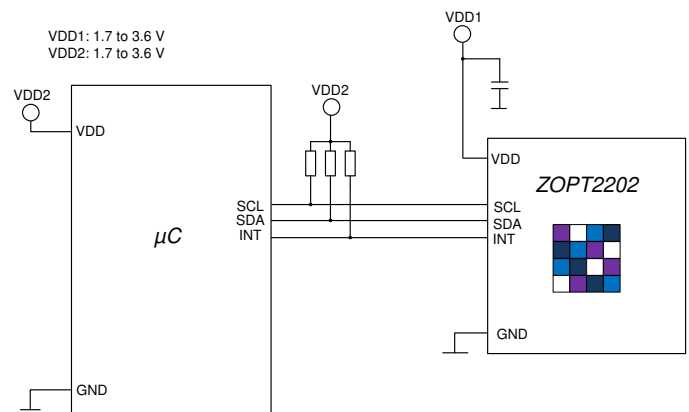 VDD1
VDD1: 1.7 to 3.6 V
VDD2: 1.7 to 3.6 V
VDD2
VDD2
VDD
VDD
ZOPT2202
SCL
SDA
INT
µC
SCL
SDA
INT
GND
GND